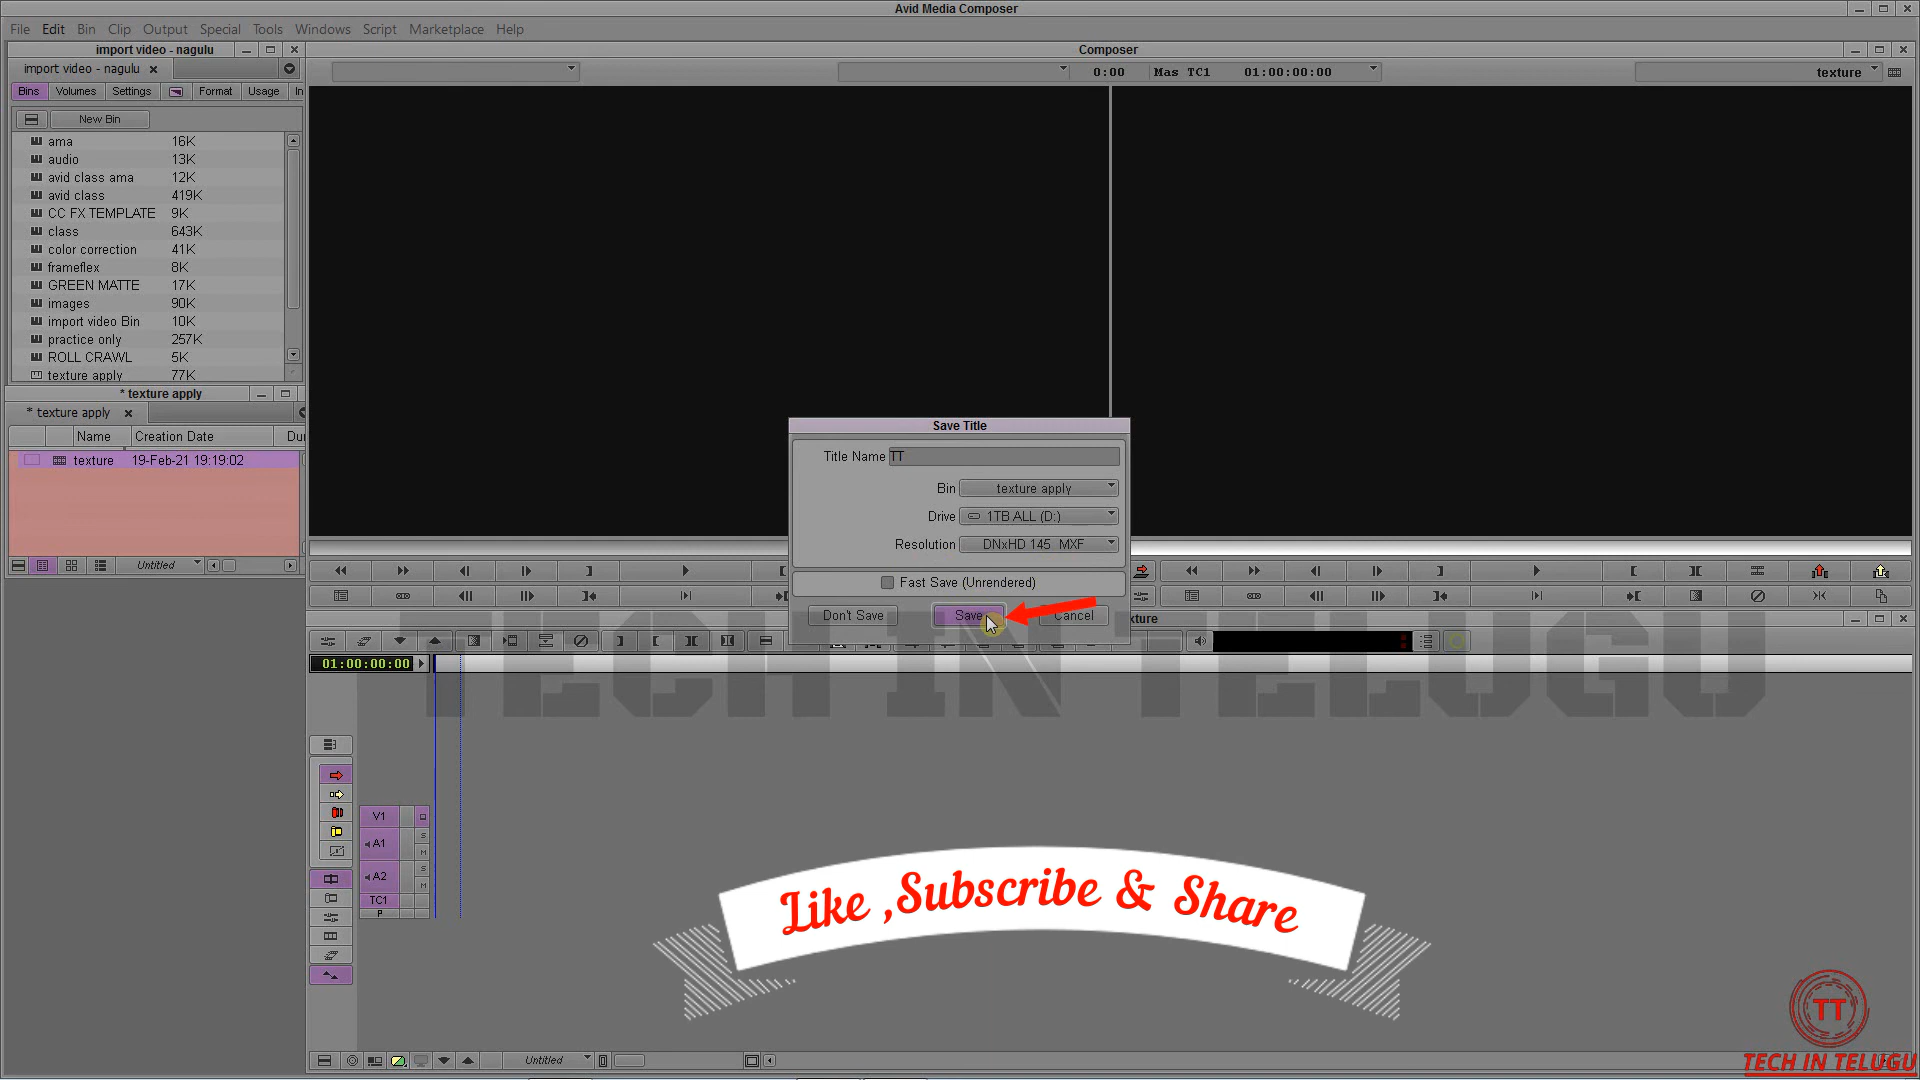 Avid Media Composer
File Edit Bin Clip Output Special Tools Windows Script Marketplace Help
import video - nagulu
Composer
import video - nagulu
0:00 Mas TC1 01:00:00:00
texture
Bins Volumes Settings Format Usage In
New Bin
ama 16K
audio 13K
avid class ama 12K
avid class 419K
CC FX TEMPLATE 9K
class 643K
color correction 41K
frameflex 8K
GREEN MATTE 17K
images 90K
import video Bin 10K
practice only 257K
ROLL CRAWL 5K
texture apply 77K
* texture apply
* texture apply
Name Creation Date Dur
texture 19-Feb-21 19:19:02
Untitled
Save Title
Title Name TT
Bin texture apply
Drive 1TB ALL (D:)
Resolution DNxHD 145 MXF
Fast Save (Unrendered)
Don't Save Save Cancel
xture
01:00:00:00
TECH IN TELUGU
V1
A1 S M
A2 S M
TC1
P
Like ,Subscribe & Share
Untitled
TT
TECH IN TELUGU